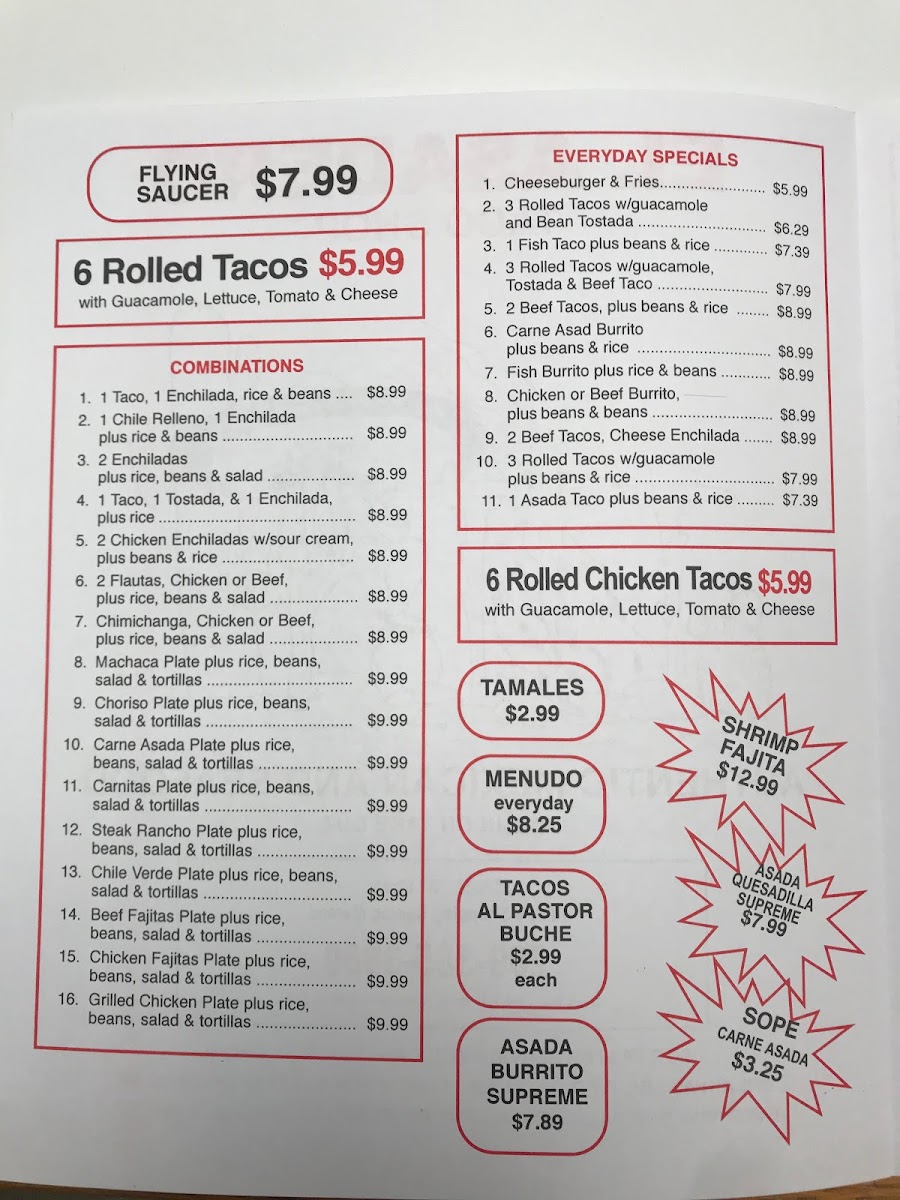 FLYING
SAUCER $7.99
6 Rolled Tacos $5.99
with Guacamole, Lettuce, Tomato & Cheese
COMBINATIONS
1. 1 Taco, 1 Enchilada, rice & beans .... $8.99
2. 1 Chile Relleno, 1 Enchilada
plus rice & beans ............................... $8.99
3. 2 Enchiladas
plus rice, beans & salad .................... $8.99
4. 1 Taco, 1 Tostada, & 1 Enchilada,
plus rice ............................................. $8.99
5. 2 Chicken Enchiladas w/sour cream,
plus beans & rice ............................... $8.99
6. 2 Flautas, Chicken or Beef,
plus rice, beans & salad .................... $8.99
7. Chimichanga, Chicken or Beef,
plus rice, beans & salad .................... $8.99
8. Machaca Plate plus rice, beans,
salad & tortillas .................................. $9.99
9. Choriso Plate plus rice, beans,
salad & tortillas .................................. $9.99
10. Carne Asada Plate plus rice,
beans, salad & tortillas ...................... $9.99
11. Carnitas Plate plus rice, beans,
salad & tortillas .................................. $9.99
12. Steak Rancho Plate plus rice,
beans, salad & tortillas ....................... $9.99
13. Chile Verde Plate plus rice, beans,
salad & tortillas ................................... $9.99
14. Beef Fajitas Plate plus rice,
beans, salad & tortillas ....................... $9.99
15. Chicken Fajitas Plate plus rice,
beans, salad & tortillas ....................... $9.99
16. Grilled Chicken Plate plus rice,
beans, salad & tortillas ....................... $9.99
EVERYDAY SPECIALS
1. Cheeseburger & Fries........................ $5.99
2. 3 Rolled Tacos w/guacamole
and Bean Tostada .............................. $6.29
3. 1 Fish Taco plus beans & rice ............ $7.39
4. 3 Rolled Tacos w/guacamole,
Tostada & Beef Taco .......................... $7.99
5. 2 Beef Tacos, plus beans & rice ........ $8.99
6. Carne Asad Burrito
plus beans & rice ............................... $8.99
7. Fish Burrito plus rice & beans ............ $8.99
8. Chicken or Beef Burrito,
plus beans & beans ............................ $8.99
9. 2 Beef Tacos, Cheese Enchilada ....... $8.99
10. 3 Rolled Tacos w/guacamole
plus beans & rice ................................ $7.99
11. 1 Asada Taco plus beans & rice ......... $7.39
6 Rolled Chicken Tacos $5.99
with Guacamole, Lettuce, Tomato & Cheese
TAMALES
$2.99
MENUDO
everyday
$8.25
TACOS
AL PASTOR
BUCHE
$2.99
each
ASADA
BURRITO
SUPREME
$7.89
SHRIMP
FAJITA
$12.99
ASADA
QUESADILLA
SUPREME
$7.99
SOPE
CARNE ASADA
$3.25